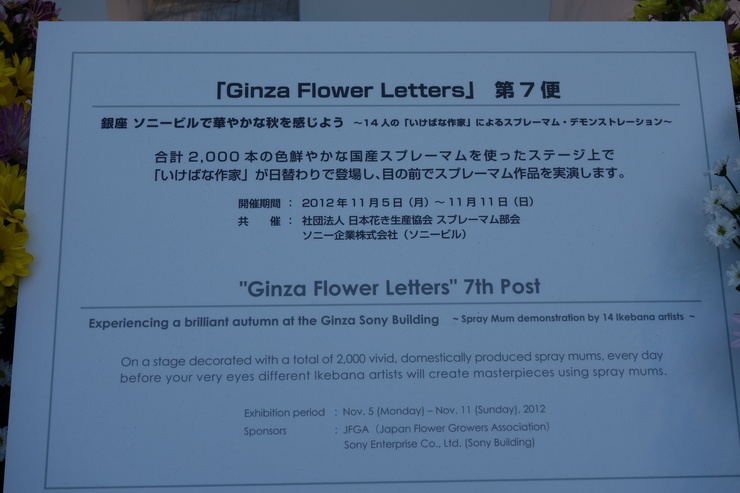 「Ginza Flower Letters」 第７便
銀座 ソニービルで華やかな秋を感じよう ～14人の「いけばな作家」によるスプレーマム・デモンストレーション～
合計2,000本の色鮮やかな国産スプレーマムを使ったステージ上で
「いけばな作家」が日替わりで登場し、目の前でスプレーマム作品を実演します。
開催期間 ： 2012年11月5日（月）～11月11日（日）
共　　催 ： 社団法人 日本花き生産協会 スプレーマム部会
ソニー企業株式会社（ソニービル）
"Ginza Flower Letters" 7th Post
Experiencing a brilliant autumn at the Ginza Sony Building ～Spray Mum demonstration by 14 Ikebana artists ～
On a stage decorated with a total of 2,000 vivid, domestically produced spray mums, every day
before your very eyes different Ikebana artists will create masterpieces using spray mums.
Exhibition period : Nov. 5 (Monday) – Nov. 11 (Sunday), 2012
Sponsors : JFGA（Japan Flower Growers Association）
Sony Enterprise Co., Ltd. (Sony Building)